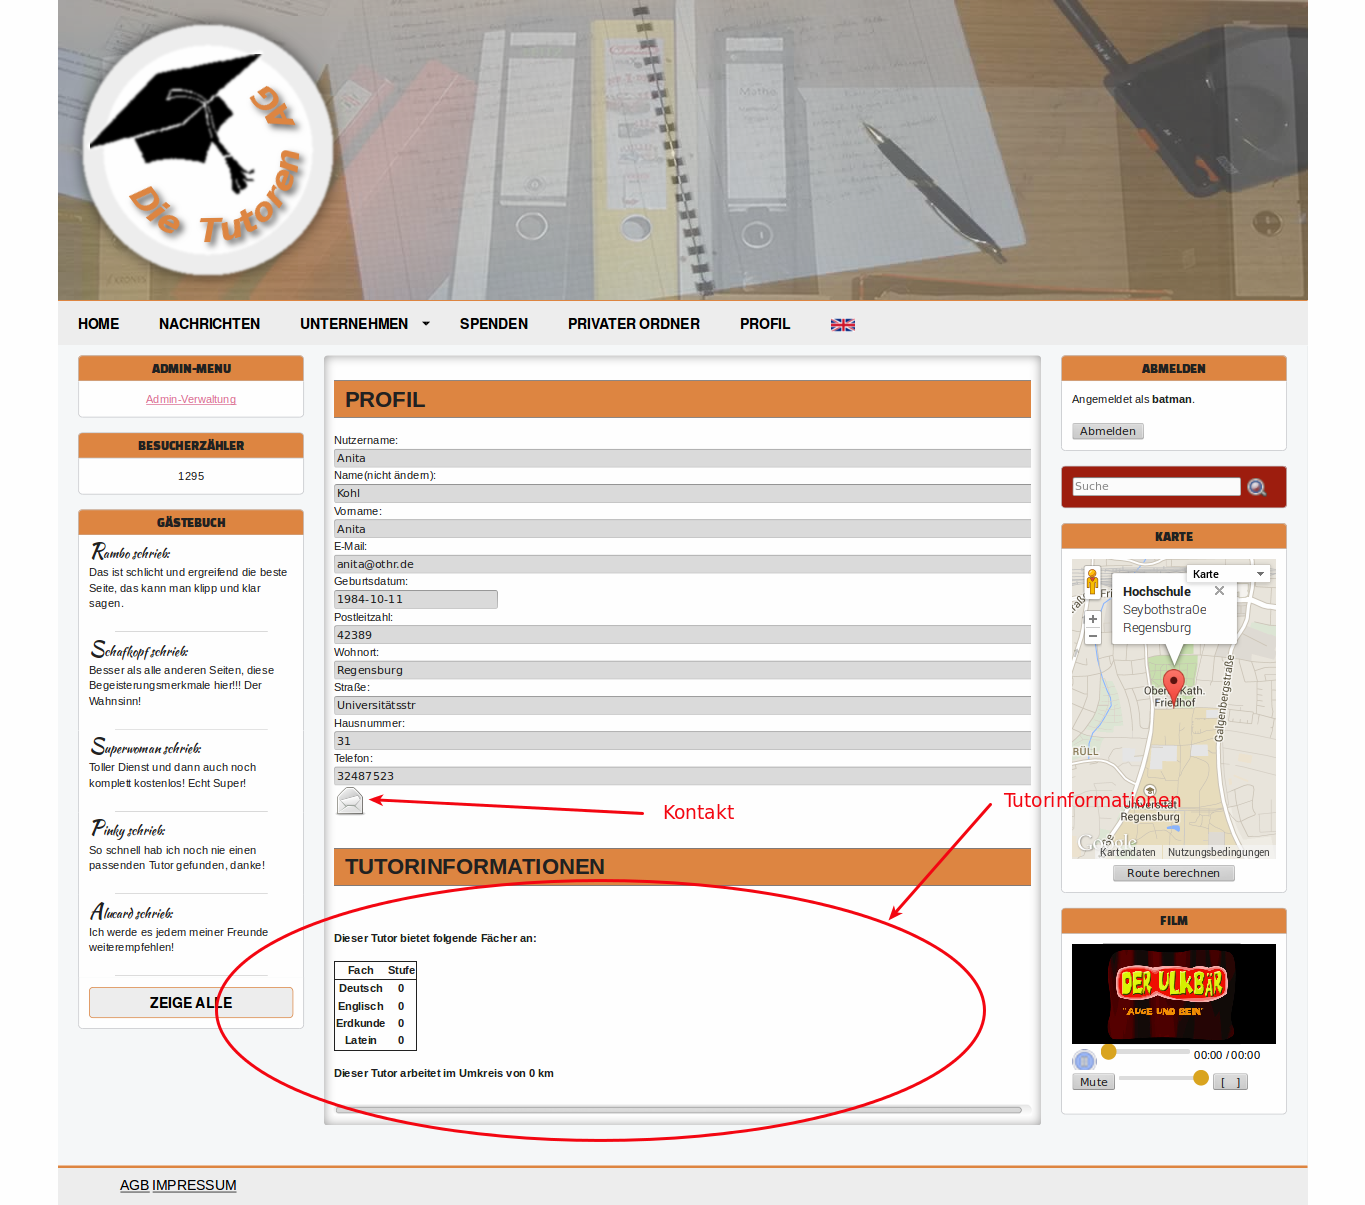 Die Tutoren AG
Mathe
HOME
NACHRICHTEN
UNTERNEHMEN
SPENDEN
PRIVATER ORDNER
PROFIL
ADMIN-MENU
Admin-Verwaltung
BESUCHERZÄHLER
1295
GÄSTEBUCH
Rambo schrieb:
Das ist schlicht und ergreifend die beste
Seite, das kann man klipp und klar
sagen.
Schafkopf schrieb:
Besser als alle anderen Seiten, diese
Begeisterungsmerkmale hier!!! Der
Wahnsinn!
Superwoman schrieb:
Toller Dienst und dann auch noch
komplett kostenlos! Echt Super!
Pinky schrieb:
So schnell hab ich noch nie einen
passenden Tutor gefunden, danke!
Alucard schrieb:
Ich werde es jedem meiner Freunde
weiterempfehlen!
ZEIGE ALLE
PROFIL
Nutzername:
Anita
Name(nicht ändern):
Kohl
Vorname:
Anita
E-Mail:
anita@othr.de
Geburtsdatum:
1984-10-11
Postleitzahl:
42389
Wohnort:
Regensburg
Straße:
Universitätsstr
Hausnummer:
31
Telefon:
32487523
Kontakt
Tutorinformationen
TUTORINFORMATIONEN
Dieser Tutor bietet folgende Fächer an:
Fach Stufe
Deutsch 0
Englisch 0
Erdkunde 0
Latein 0
Dieser Tutor arbeitet im Umkreis von 0 km
ABMELDEN
Angemeldet als batman.
Abmelden
Suche
KARTE
Karte
Hochschule
Seybothstra0e
Regensburg
Galgenbergstraße
RÜLL
Universität
Regensburg
Google
Kartendaten
Nutzungsbedingungen
Route berechnen
FILM
DER ULKBÄR
"AUGE UND BEIN"
00:00 / 00:00
Mute
[ ]
AGB IMPRESSUM